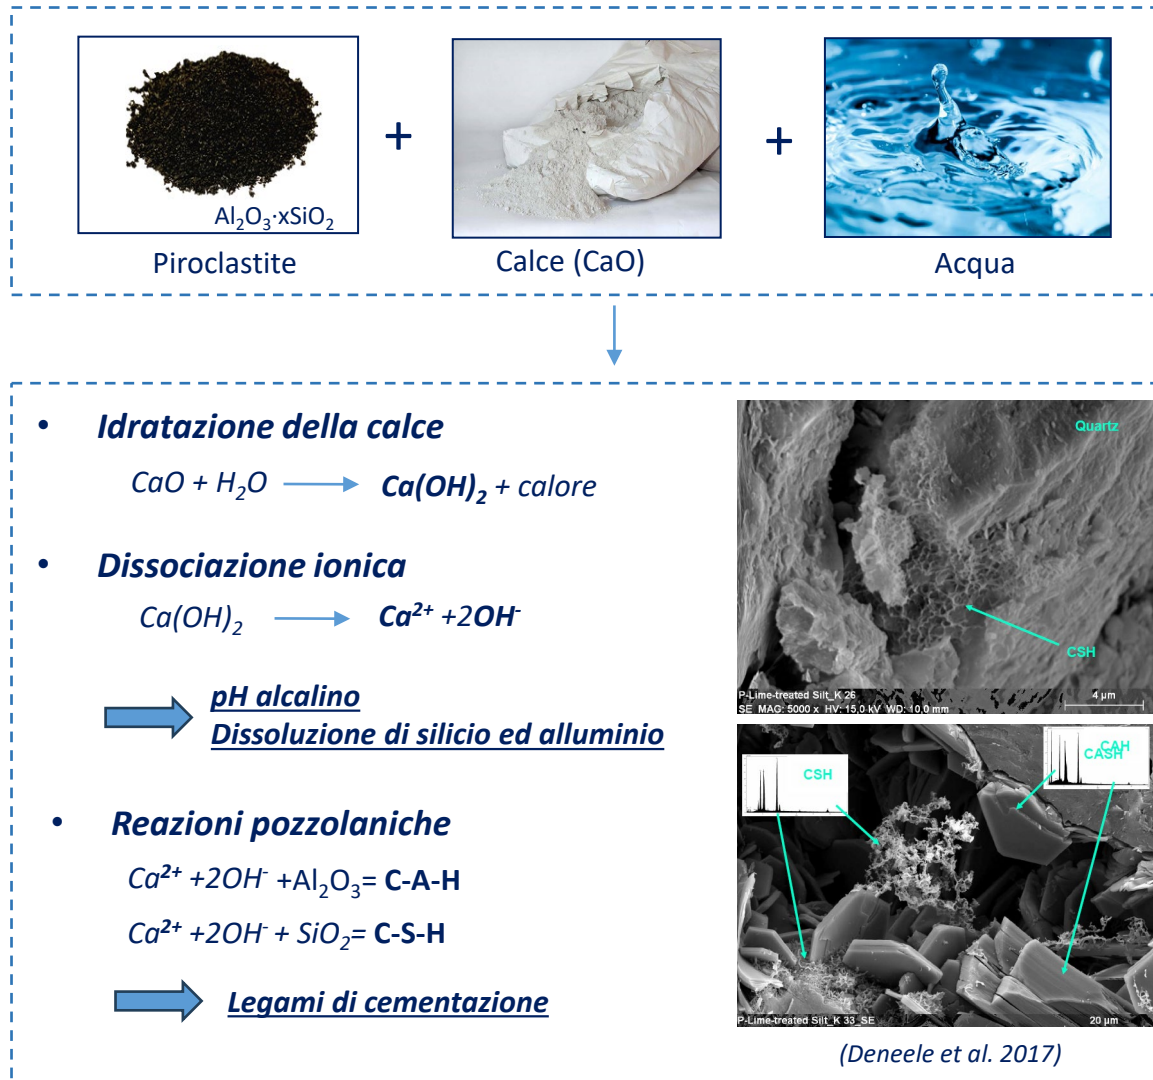 +
+
Al₂O₃·xSiO₂
Piroclastite
Calce (CaO)
Acqua
• Idratazione della calce
CaO + H₂O ⟶ Ca(OH)₂ + calore
• Dissociazione ionica
Ca(OH)₂ ⟶ Ca²⁺ +2OH⁻
pH alcalino
Dissoluzione di silicio ed alluminio
• Reazioni pozzolaniche
Ca²⁺ +2OH⁻ +Al₂O₃= C-A-H
Ca²⁺ +2OH⁻ + SiO₂= C-S-H
Legami di cementazione
Quartz
CSH
P-Lime-treated Silt_K 26
SE MAG: 5000 x HV: 15,0 kV WD: 10,0 mm
4 µm
CSH
CAH
CASH
P-Lime-treated Silt_K 33_SE
20 µm
(Deneele et al. 2017)